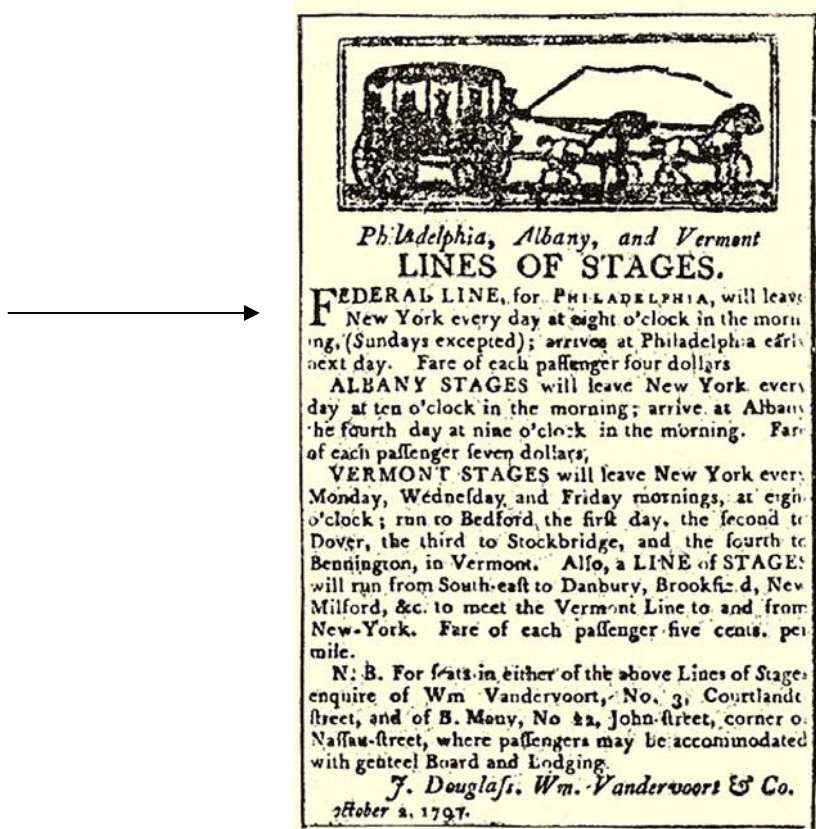 Philadelphia, Albany, and Vermont
LINES OF STAGES.
FEDERAL LINE, for PHILADELPHIA, will leave
New York every day at eight o'clock in the morn
ing, (Sundays excepted); arrives at Philadelphia early
next day. Fare of each paſſenger four dollars
ALBANY STAGES will leave New York every
day at ten o'clock in the morning; arrive at Albany
the fourth day at nine o'clock in the morning. Fare
of each paſſenger ſeven dollars,
VERMONT STAGES will leave New York every
Monday, Wedneſday and Friday mornings, at eigh
o'clock; run to Bedford the firſt day, the ſecond to
Dover, the third to Stockbridge, and the fourth to
Bennington, in Vermont. Alſo, a LINE of STAGES
will run from South-eaſt to Danbury, Brookfield, New
Milford, &c. to meet the Vermont Line to and from
New-York. Fare of each paſſenger five cents. per
mile.
N. B. For ſeats in either of the above Lines of Stages
enquire of Wm Vandervoort, No. 3, Courtlandt
ſtreet, and of B. Many, No 22, John-ſtreet, corner o
Naſſau-ſtreet, where paſſengers may be accommodated
with genteel Board and Lodging.
J. Douglaſs. Wm. Vandervoort & Co.
october 2, 1797.